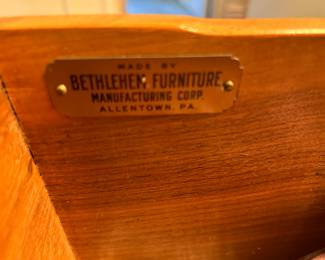 MADE BY
BETHLEHEM FURNITURE
MANUFACTURING CORP.
ALLENTOWN, PA.